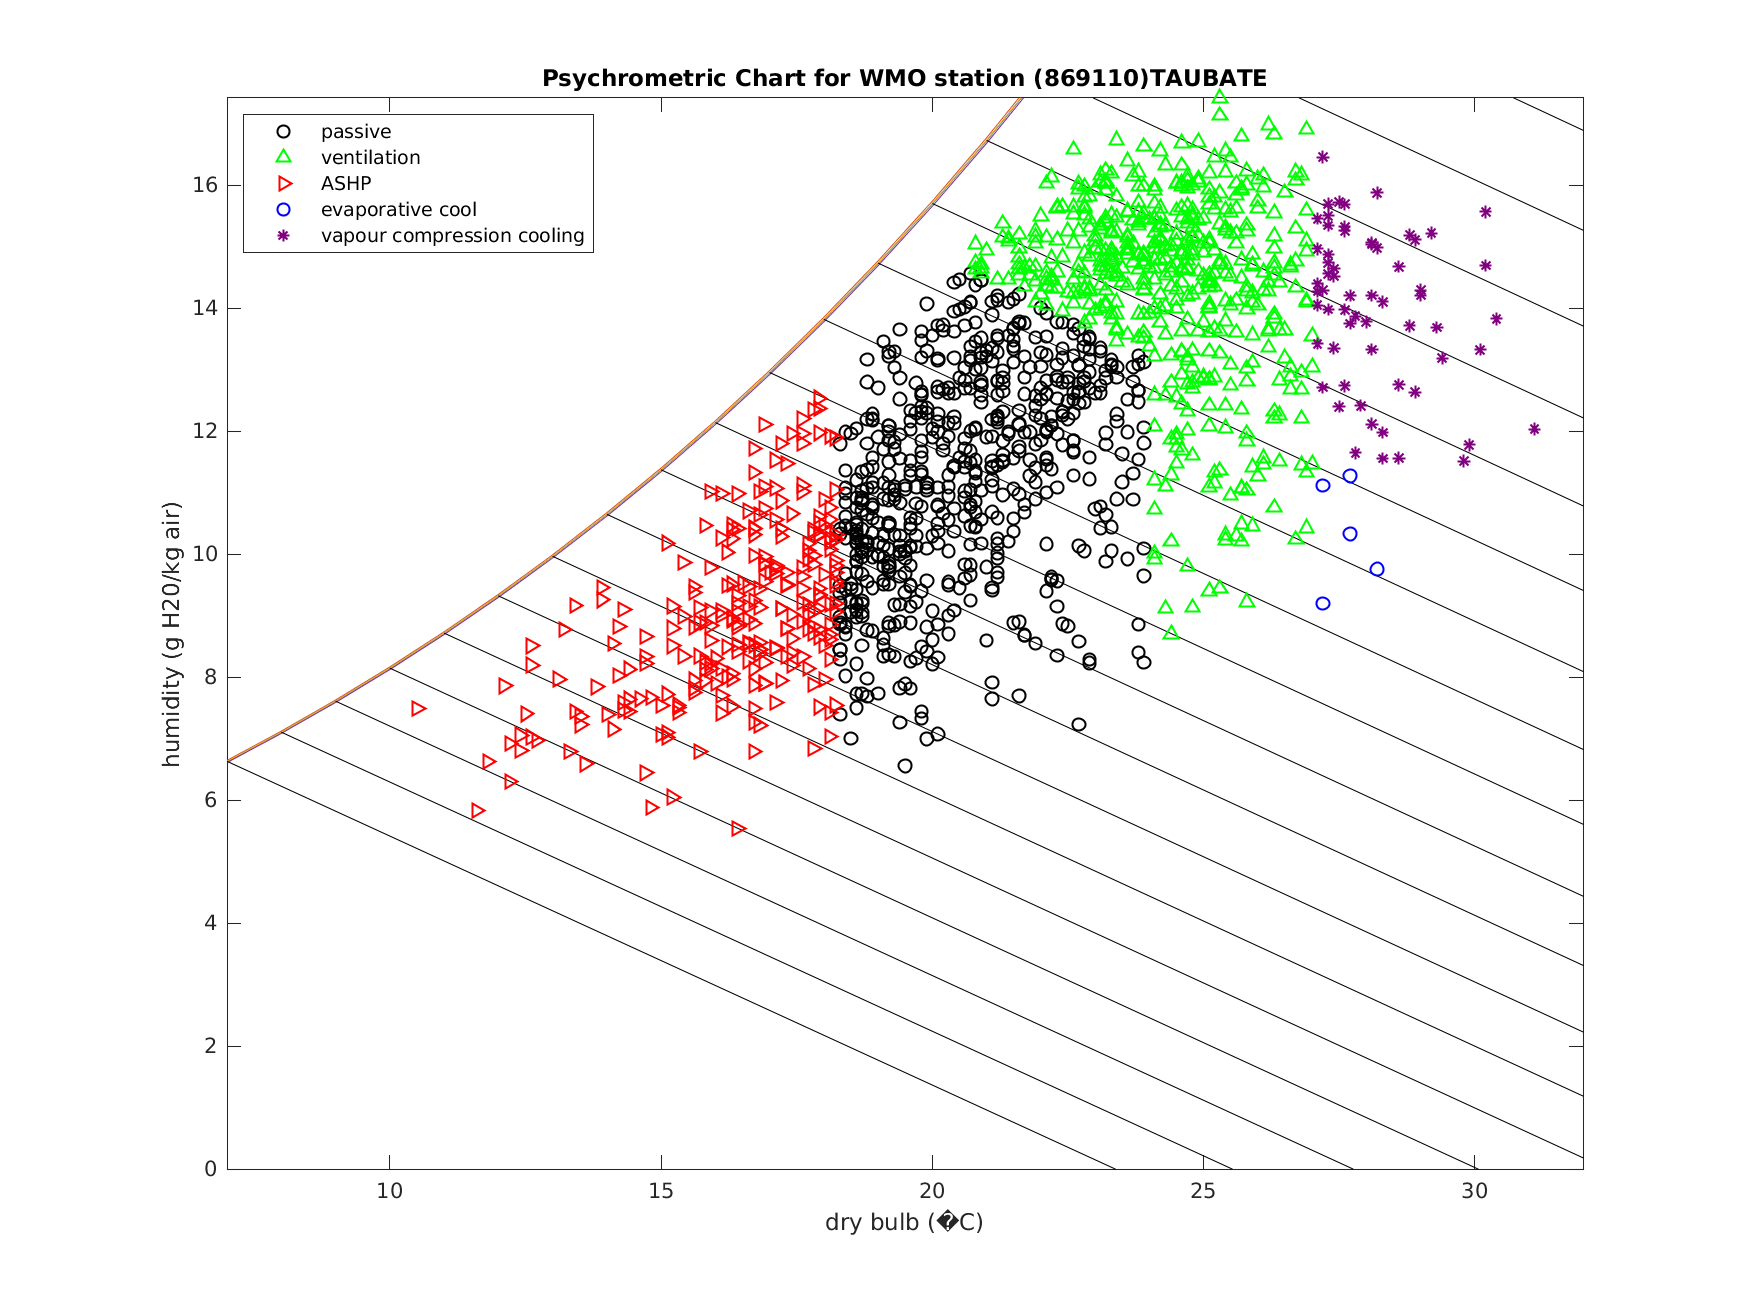 Psychrometric Chart for WMO station (869110)TAUBATE
passive
ventilation
ASHP
evaporative cool
vapour compression cooling
humidity (g H20/kg air)
16
14
12
10
8
6
4
2
0
10 15 20 25 30
dry bulb (�C)